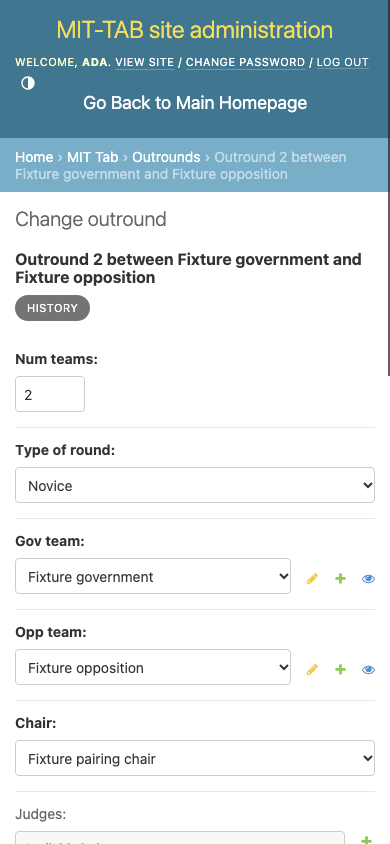 MIT-TAB site administration
WELCOME, ADA. VIEW SITE / CHANGE PASSWORD / LOG OUT
Go Back to Main Homepage
Home › MIT Tab › Outrounds › Outround 2 between
Fixture government and Fixture opposition
Change outround
Outround 2 between Fixture government and
Fixture opposition
HISTORY
Num teams:
2
Type of round:
Novice
Gov team:
Fixture government
Opp team:
Fixture opposition
Chair:
Fixture pairing chair
Judges: